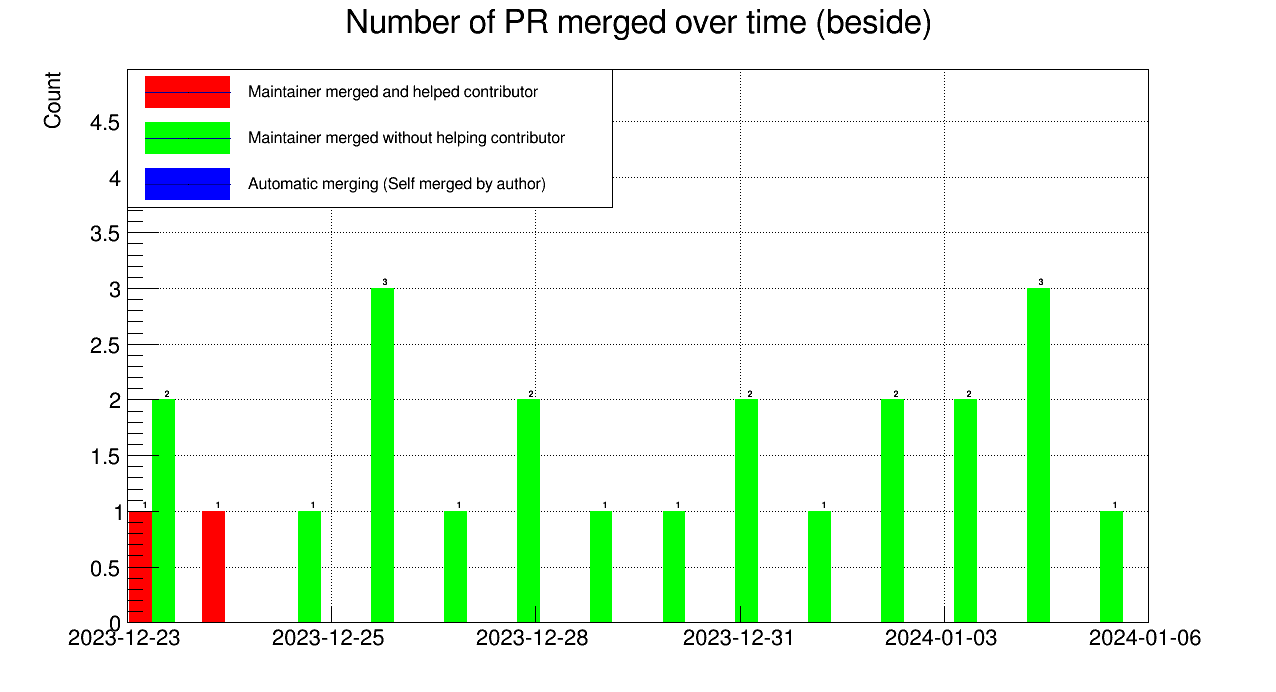 Number of PR merged over time (beside)
Count
Maintainer merged and helped contributor
Maintainer merged without helping contributor
Automatic merging (Self merged by author)
4.5
4
3.5
3
2.5
2
1.5
1
0.5
0
3 3
2 2 2 2 2
1 1 1 1 1 1 1 1
2023-12-23 2023-12-25 2023-12-28 2023-12-31 2024-01-03 2024-01-06